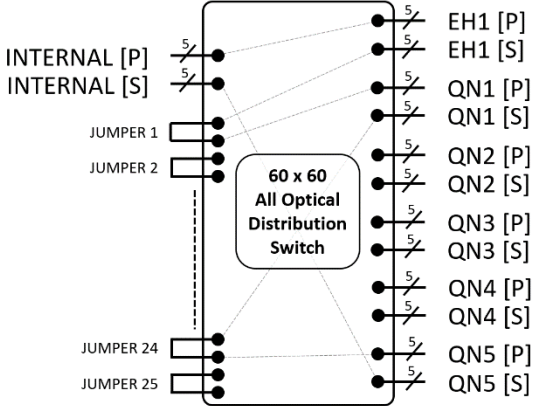 INTERNAL [P]
INTERNAL [S]
JUMPER 1
JUMPER 2
JUMPER 24
JUMPER 25
5
5
60 x 60
All Optical
Distribution
Switch
5 EH1 [P]
5 EH1 [S]
5 QN1 [P]
5 QN1 [S]
5 QN2 [P]
5 QN2 [S]
5 QN3 [P]
5 QN3 [S]
5 QN4 [P]
5 QN4 [S]
5 QN5 [P]
5 QN5 [S]